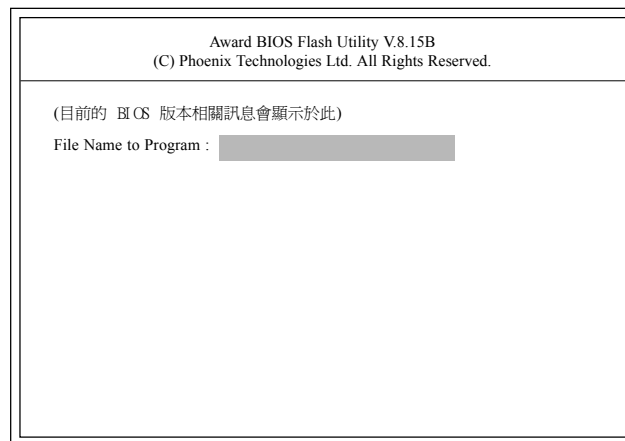 Award BIOS Flash Utility V.8.15B
(C) Phoenix Technologies Ltd. All Rights Reserved.
(目前的 BIOS 版本相關訊息會顯示於此)
File Name to Program :